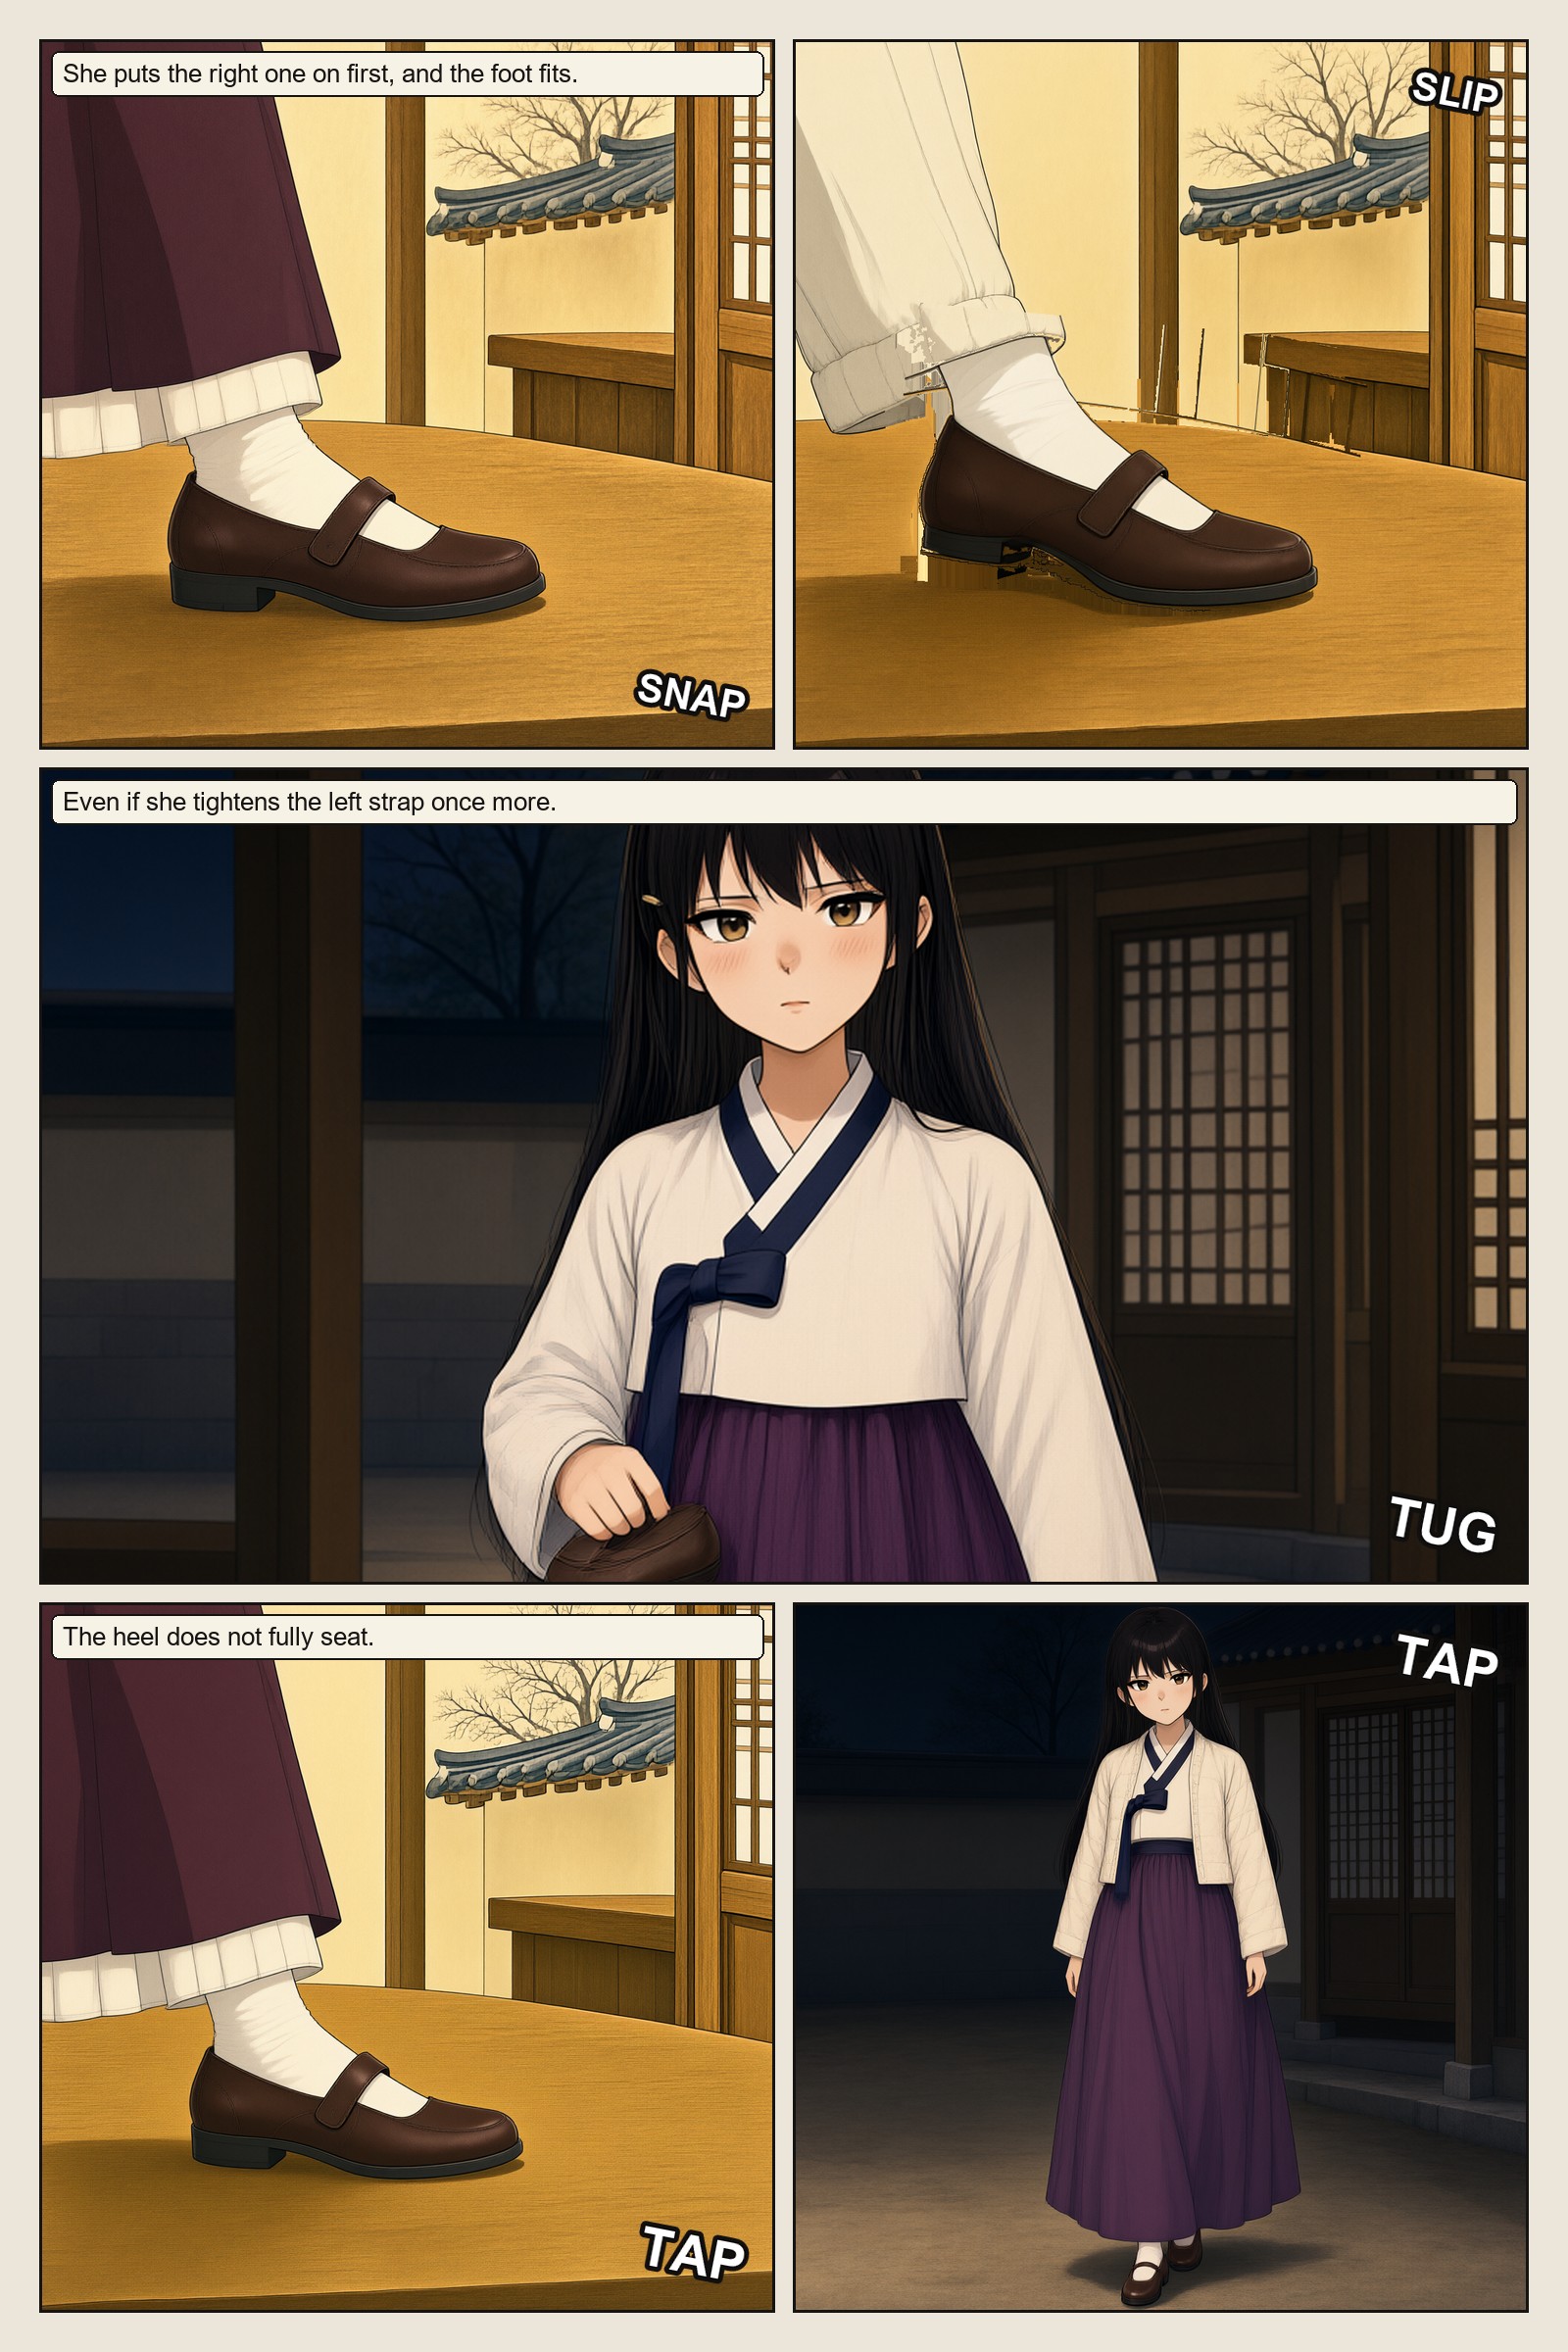 She puts the right one on first, and the foot fits.
SNAP
SLIP
Even if she tightens the left strap once more.
TUG
The heel does not fully seat.
TAP
TAP